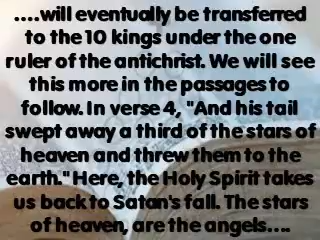 ....will eventually be transferred
to the 10 kings under the one
ruler of the antichrist. We will see
this more in the passages to
follow. In verse 4, "And his tail
swept away a third of the stars of
heaven and threw them to the
earth." Here, the Holy Spirit takes
us back to Satan's fall. The stars
of heaven, are the angels....